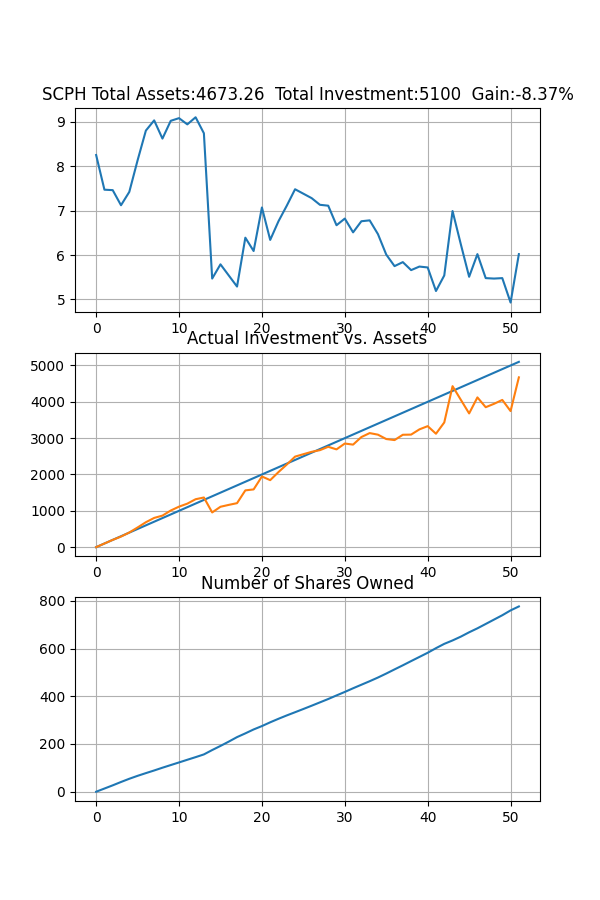 SCPH Total Assets:4673.26  Total Investment:5100  Gain:-8.37%
9
8
7
6
5
0 10 20 30 40 50
Actual Investment vs. Assets
5000
4000
3000
2000
1000
0
0 10 20 30 40 50
Number of Shares Owned
800
600
400
200
0
0 10 20 30 40 50